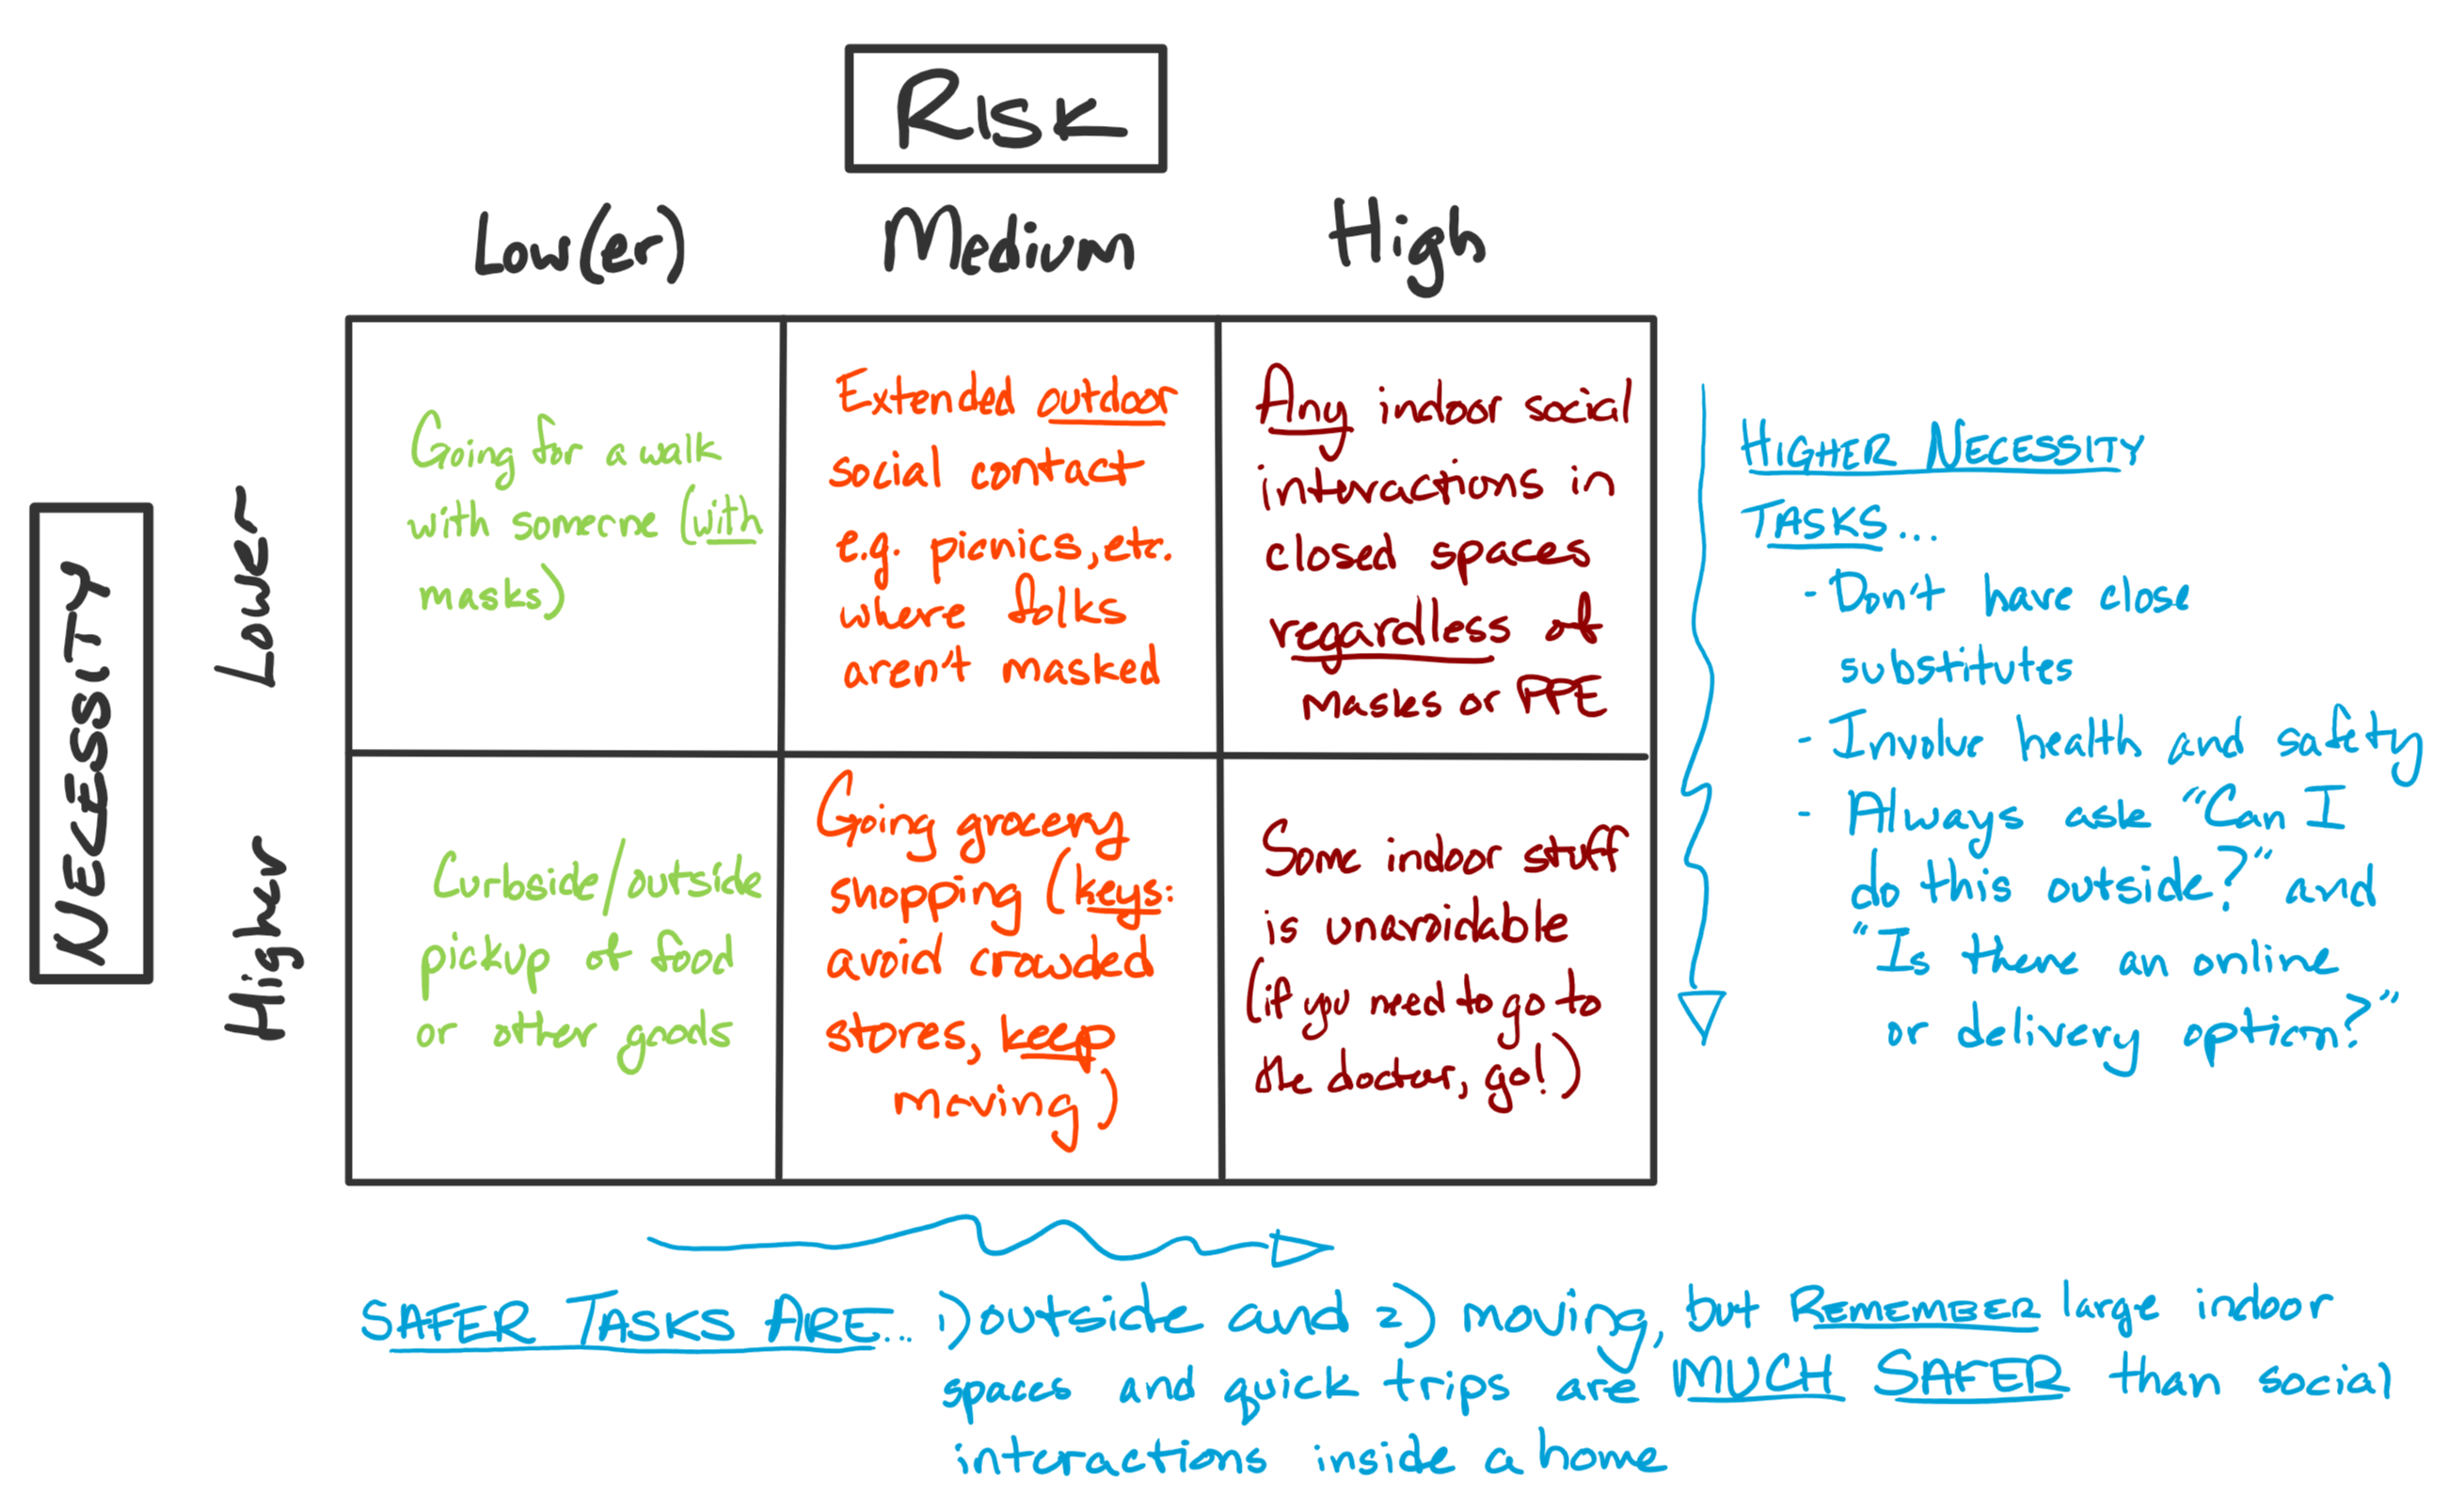 RISK
Low(er)
Medium
High
NECESSITY
Lower
Going for a walk
with someone (with
masks)
Extended outdoor
social contact
e.g. picnics, etc.
where folks
aren't masked
Any indoor social
interactions in
closed spaces
regardless of
masks or PPE
Higher
Curbside/outside
pickup of food
or other goods
Going grocery
shopping (keys:
avoid crowded
stores, keep
moving)
Some indoor stuff
is unavoidable
(if you need to go to
the doctor, go!)
HIGHER NECESSITY
TASKS...
- Don't have close
substitutes
- Involve health and safety
- Always ask "Can I
do this outside?" and
"Is there an online
or delivery option?"
SAFER TASKS ARE... 1) outside and 2) moving, but REMEMBER large indoor
spaces and quick trips are MUCH SAFER than social
interactions inside a home